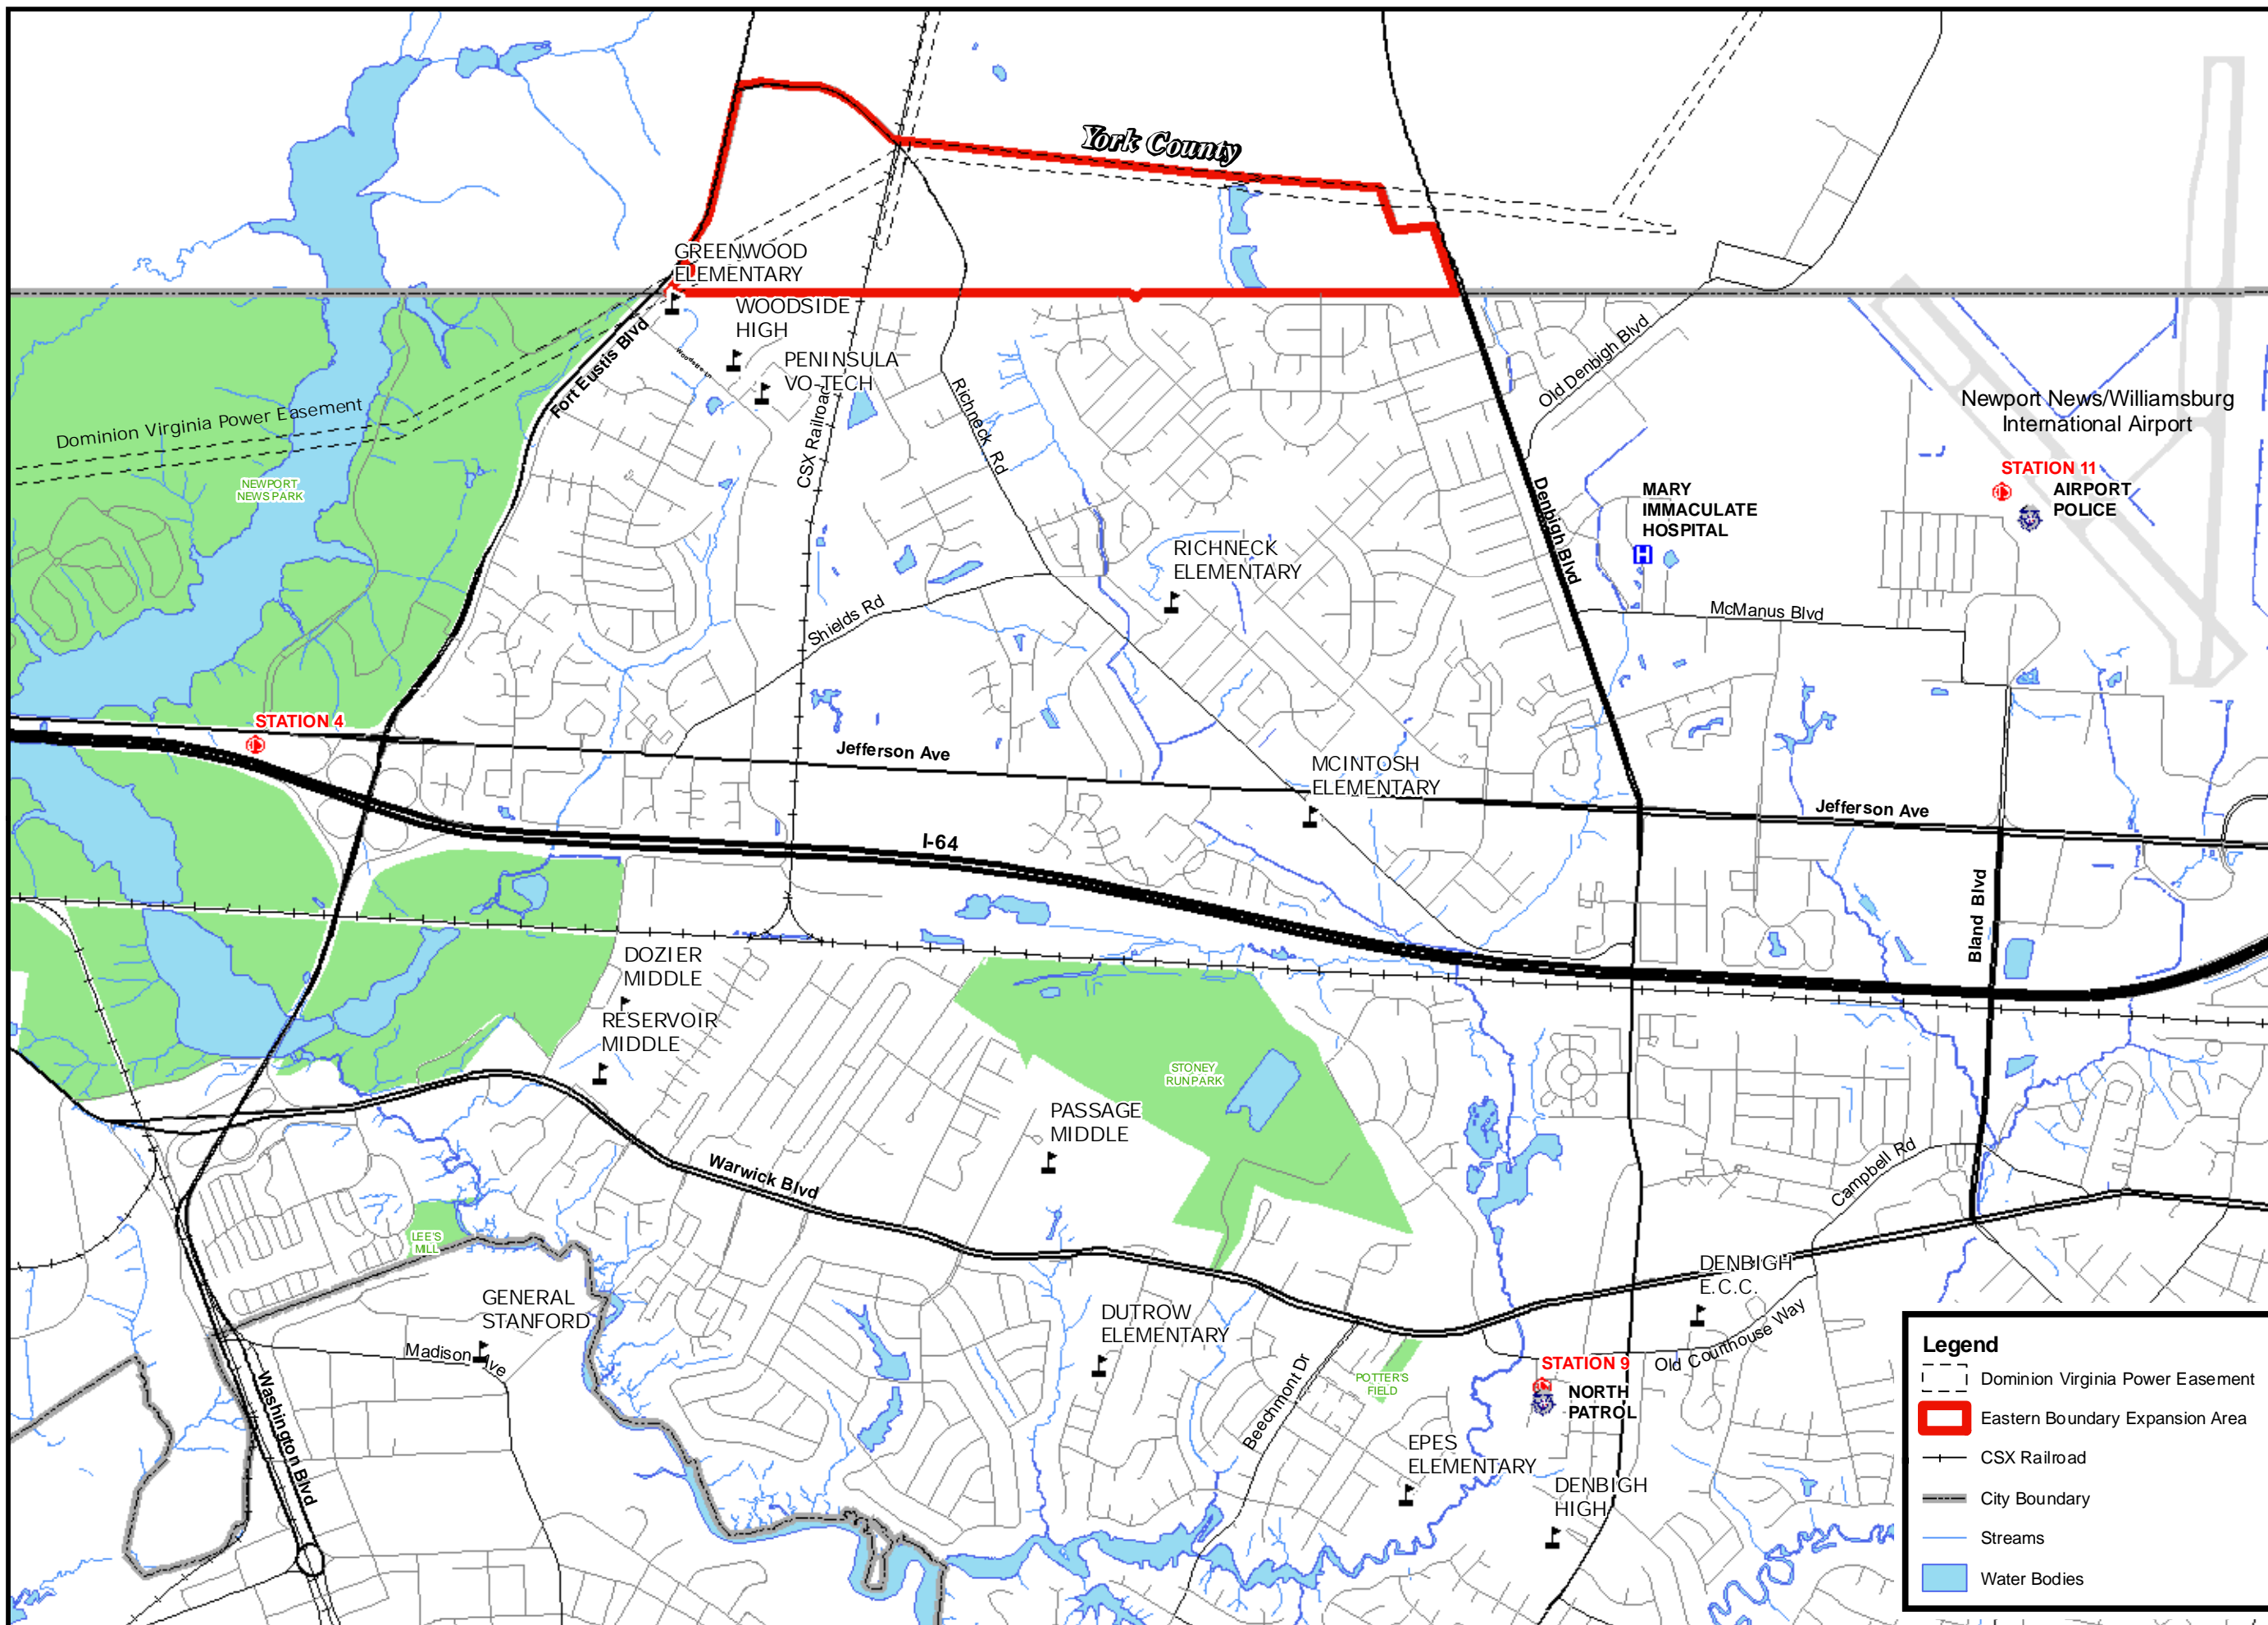 York County
GREENWOOD
ELEMENTARY
WOODSIDE
HIGH
PENINSULA
VO-TECH
Fort Eustis Blvd
Woodside Ln
CSX Railroad
Richneck Rd
Old Denbigh Blvd
Denbigh Blvd
Newport News/Williamsburg
International Airport
STATION 11
AIRPORT
POLICE
MARY
IMMACULATE
HOSPITAL
H
Dominion Virginia Power Easement
NEWPORT
NEWS PARK
RICHNECK
ELEMENTARY
Shields Rd
McManus Blvd
STATION 4
Jefferson Ave
MCINTOSH
ELEMENTARY
Jefferson Ave
I-64
Bland Blvd
DOZIER
MIDDLE
RESERVOIR
MIDDLE
STONEY
RUN PARK
PASSAGE
MIDDLE
Warwick Blvd
Campbell Rd
LEE'S
MILL
GENERAL
STANFORD
Madison Ave
Washington Blvd
DUTROW
ELEMENTARY
Beechmont Dr
POTTER'S
FIELD
DENBIGH
E.C.C.
Old Courthouse Way
STATION 9
NORTH
PATROL
EPES
ELEMENTARY
DENBIGH
HIGH
Legend
Dominion Virginia Power Easement
Eastern Boundary Expansion Area
CSX Railroad
City Boundary
Streams
Water Bodies